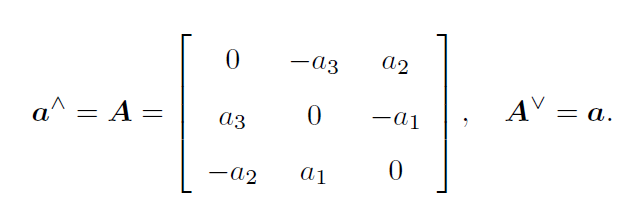 0 −a₃ a₂
a^∧ = A = [ a₃ 0 −a₁ ] , A^∨ = a.
−a₂ a₁ 0